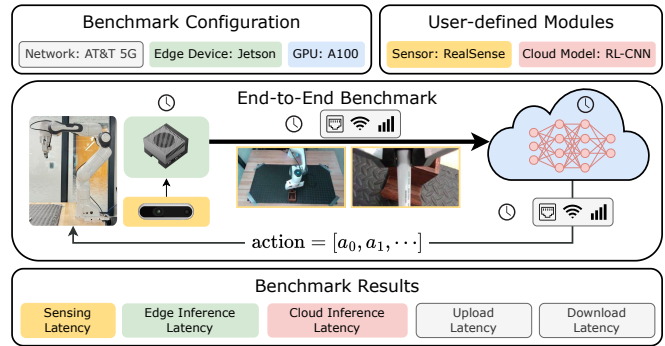 Benchmark Configuration
Network: AT&T 5G
Edge Device: Jetson
GPU: A100
User-defined Modules
Sensor: RealSense
Cloud Model: RL-CNN
End-to-End Benchmark
action = [a₀, a₁, ⋯]
Benchmark Results
Sensing
Latency
Edge Inference
Latency
Cloud Inference
Latency
Upload
Latency
Download
Latency